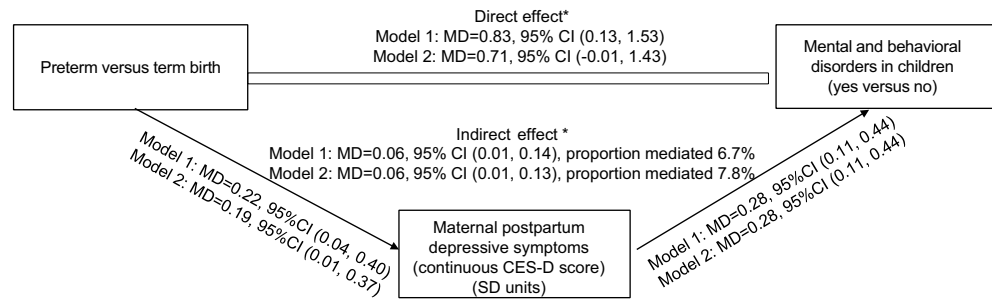 Direct effect*
Model 1: MD=0.83, 95% CI (0.13, 1.53)
Model 2: MD=0.71, 95% CI (-0.01, 1.43)
Preterm versus term birth
Mental and behavioral
disorders in children
(yes versus no)
Indirect effect *
Model 1: MD=0.06, 95% CI (0.01, 0.14), proportion mediated 6.7%
Model 2: MD=0.06, 95% CI (0.01, 0.13), proportion mediated 7.8%
Model 1: MD=0.22, 95%CI (0.04, 0.40)
Model 2: MD=0.19, 95%CI (0.01, 0.37)
Maternal postpartum
depressive symptoms
(continuous CES-D score)
(SD units)
Model 1: MD=0.28, 95%CI (0.11, 0.44)
Model 2: MD=0.28, 95%CI (0.11, 0.44)